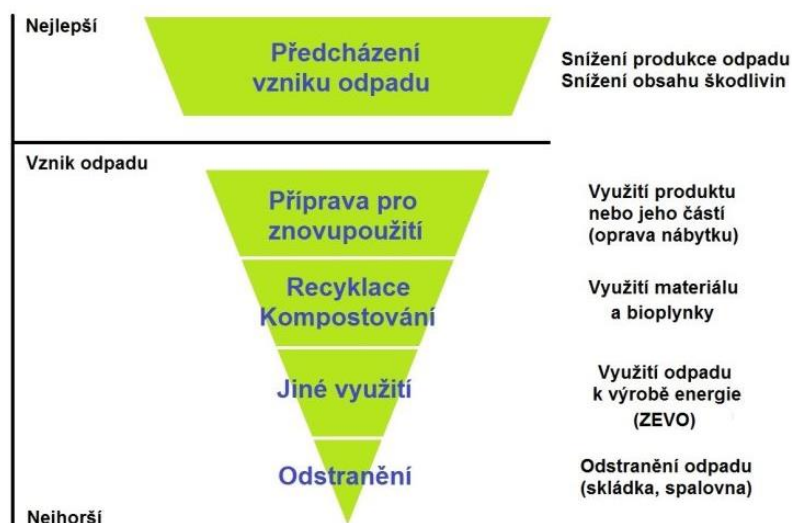 Nejlepší
Předcházení
vzniku odpadu
Snížení produkce odpadu
Snížení obsahu škodlivin
Vznik odpadu
Příprava pro
znovupoužití
Využití produktu
nebo jeho částí
(oprava nábytku)
Recyklace
Kompostování
Využití materiálu
a bioplynky
Jiné využití
Využití odpadu
k výrobě energie
(ZEVO)
Odstranění
Odstranění odpadu
(skládka, spalovna)
Nejhorší